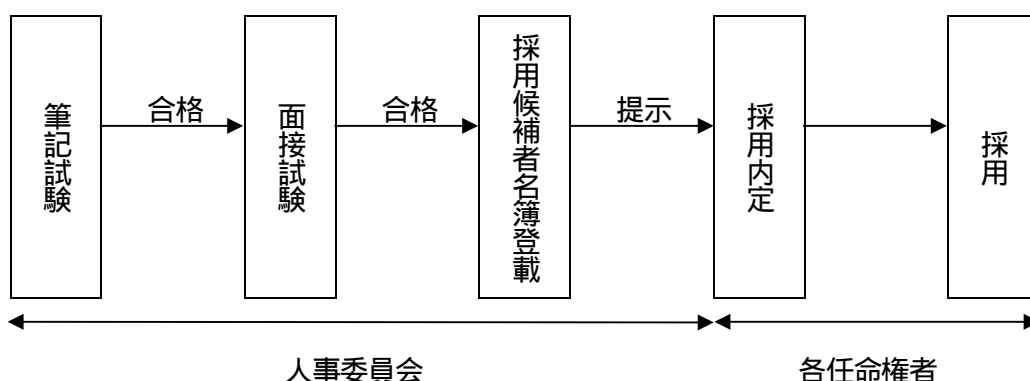 筆記試験
合格
面接試験
合格
採用候補者名簿登載
提示
採用内定
採用
人事委員会
各任命権者